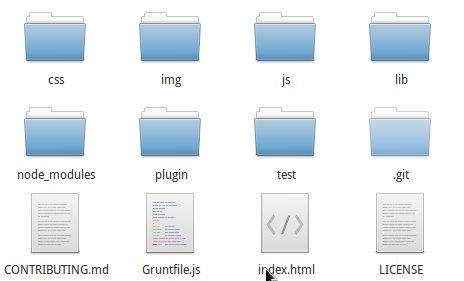 css img js lib
node_modules plugin test .git
CONTRIBUTING.md Gruntfile.js index.html LICENSE